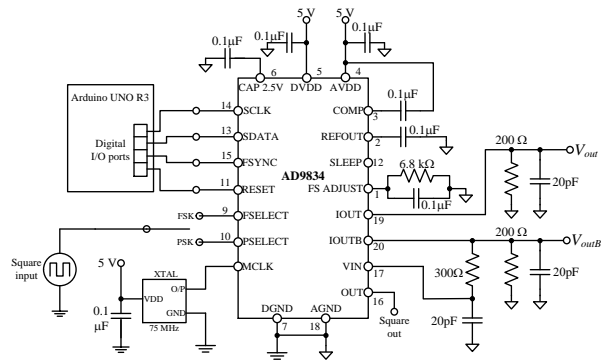 5 V
5 V
0.1μF
0.1μF
0.1μF
6
5
4
CAP 2.5V
DVDD
AVDD
Arduino UNO R3
Digital
I/O ports
14
SCLK
13
SDATA
15
FSYNC
11
RESET
FSK
9
FSELECT
PSK
10
PSELECT
MCLK
AD9834
COMP
3
0.1μF
REFOUT
2
0.1μF
SLEEP
12
6.8 kΩ
FS ADJUST
1
0.1μF
IOUT
19
IOUTB
20
VIN
17
OUT
16
Square
out
DGND
7
AGND
18
200 Ω
Vout
20pF
200 Ω
VoutB
300Ω
20pF
20pF
Square
input
5 V
0.1
μF
XTAL
O/P
VDD
GND
75 MHz